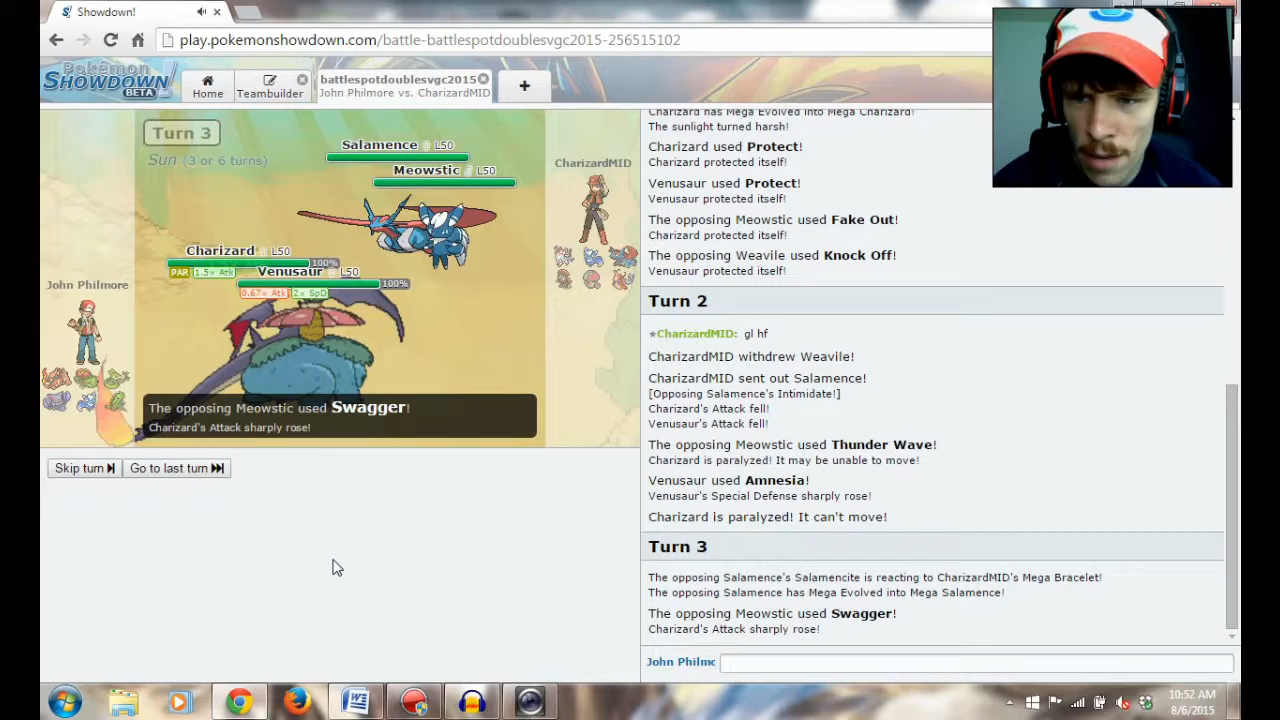 Showdown!
play.pokemonshowdown.com/battle-battlespotdoublesvgc2015-256515102
Pokémon
SHOWDOWN
BETA
Home
Teambuilder
battlespotdoublesvgc2015
John Philmore vs. CharizardMID
Turn 3
Sun (3 or 6 turns)
Salamence L50
Meowstic L50
CharizardMID
Charizard L50
100%
PAR 1.5× Atk
Venusaur L50
100%
0.67× Atk 2× SpD
John Philmore
The opposing Meowstic used Swagger!
Charizard's Attack sharply rose!
Skip turn
Go to last turn
Charizard has Mega Evolved into Mega Charizard!
The sunlight turned harsh!
Charizard used Protect!
Charizard protected itself!
Venusaur used Protect!
Venusaur protected itself!
The opposing Meowstic used Fake Out!
Charizard protected itself!
The opposing Weavile used Knock Off!
Venusaur protected itself!
Turn 2
★CharizardMID: gl hf
CharizardMID withdrew Weavile!
CharizardMID sent out Salamence!
[Opposing Salamence's Intimidate!]
Charizard's Attack fell!
Venusaur's Attack fell!
The opposing Meowstic used Thunder Wave!
Charizard is paralyzed! It may be unable to move!
Venusaur used Amnesia!
Venusaur's Special Defense sharply rose!
Charizard is paralyzed! It can't move!
Turn 3
The opposing Salamence's Salamencite is reacting to CharizardMID's Mega Bracelet!
The opposing Salamence has Mega Evolved into Mega Salamence!
The opposing Meowstic used Swagger!
Charizard's Attack sharply rose!
John Philmo
10:52 AM
8/6/2015